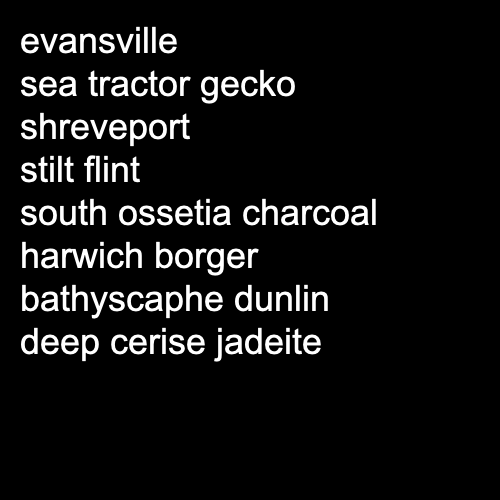 evansville
sea tractor gecko
shreveport
stilt flint
south ossetia charcoal
harwich borger
bathyscaphe dunlin
deep cerise jadeite